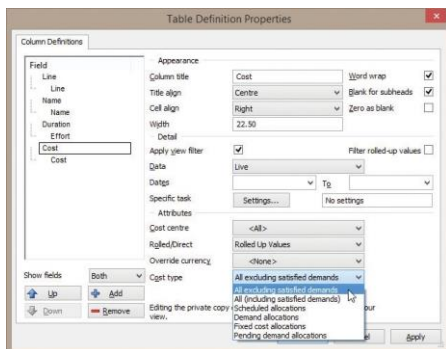 Table Definition Properties
Column Definitions
Field
Line
Line
Name
Name
Duration
Effort
Cost
Cost
Show fields Both
Up Add
Down Remove
Appearance
Column title Cost Word wrap
Title align Centre Blank for subheads
Cell align Right Zero as blank
Width 22.50
Detail
Apply view filter Filter rolled-up values
Data Live
Dates To
Specific task Settings... No settings
Attributes
Cost centre <All>
Rolled/Direct Rolled Up Values
Override currency <None>
Cost type All excluding satisfied demands
All excluding satisfied demands
All (including satisfied demands)
Scheduled allocations
Demand allocations
Fixed cost allocations
Pending demand allocations
Editing the private copy
view.
Apply